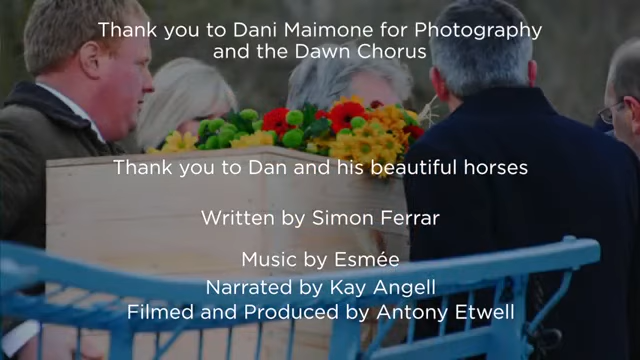 Thank you to Dani Maimone for Photography
and the Dawn Chorus
Thank you to Dan and his beautiful horses
Written by Simon Ferrar
Music by Esmée
Narrated by Kay Angell
Filmed and Produced by Antony Etwell